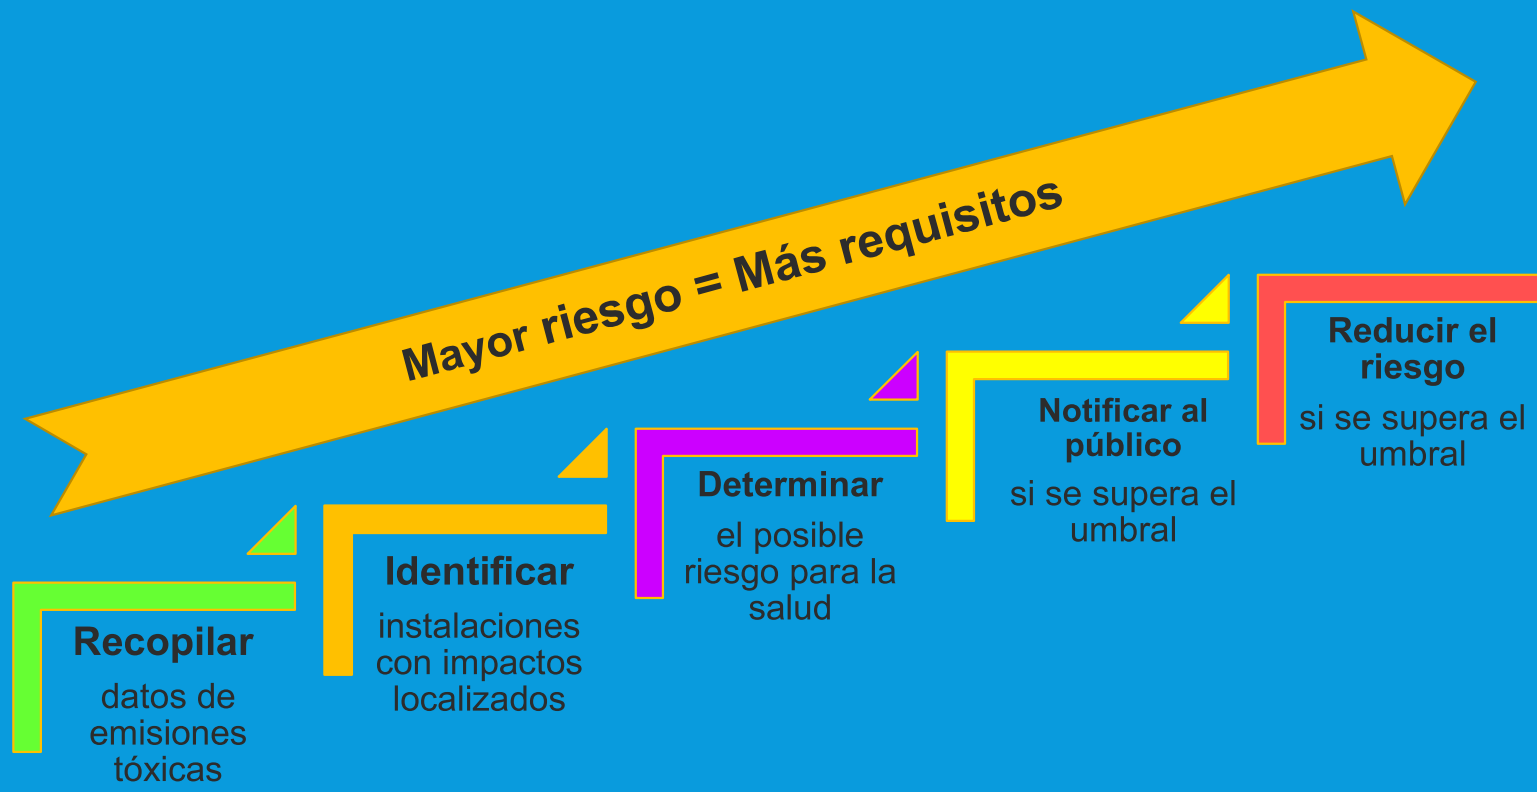 Mayor riesgo = Más requisitos
Recopilar
datos de
emisiones
tóxicas
Identificar
instalaciones
con impactos
localizados
Determinar
el posible
riesgo para la
salud
Notificar al
público
si se supera el
umbral
Reducir el
riesgo
si se supera el
umbral